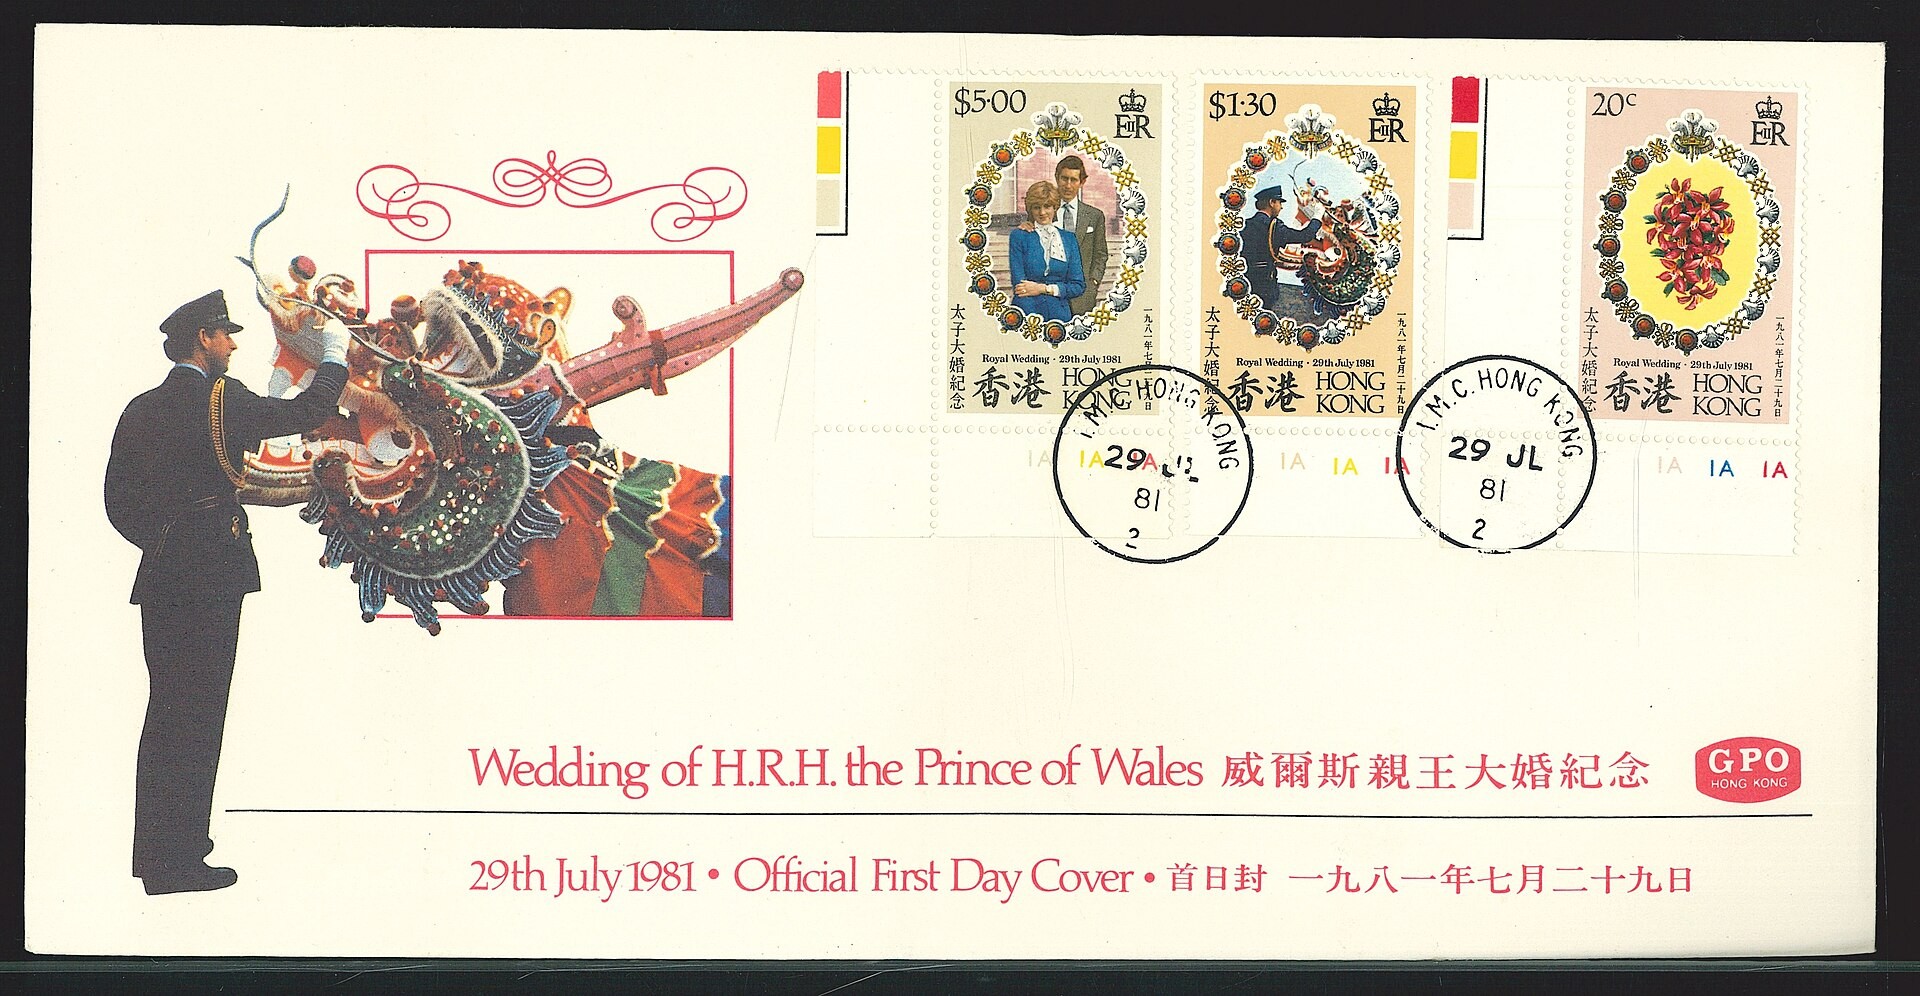 $5·00
EIIR
太子大婚紀念
一九八一年七月二十九日
Royal Wedding · 29th July 1981
香港 HONG KONG
1A 1A 1A
$1·30
EIIR
太子大婚紀念
一九八一年七月二十九日
Royal Wedding · 29th July 1981
香港 HONG KONG
1A 1A 1A
20c
EIIR
太子大婚紀念
一九八一年七月二十九日
Royal Wedding · 29th July 1981
香港 HONG KONG
1A 1A 1A
I.M.C. HONG KONG
29 JL
81
2
I.M.C. HONG KONG
29 JL
81
2
Wedding of H.R.H. the Prince of Wales 威爾斯親王大婚紀念
GPO
HONG KONG
29th July 1981 • Official First Day Cover • 首日封 一九八一年七月二十九日